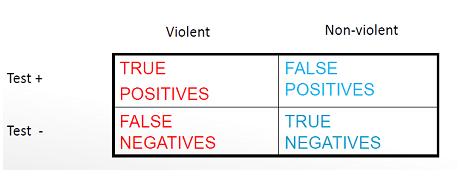 Violent Non-violent
Test + TRUE POSITIVES FALSE POSITIVES
Test - FALSE NEGATIVES TRUE NEGATIVES